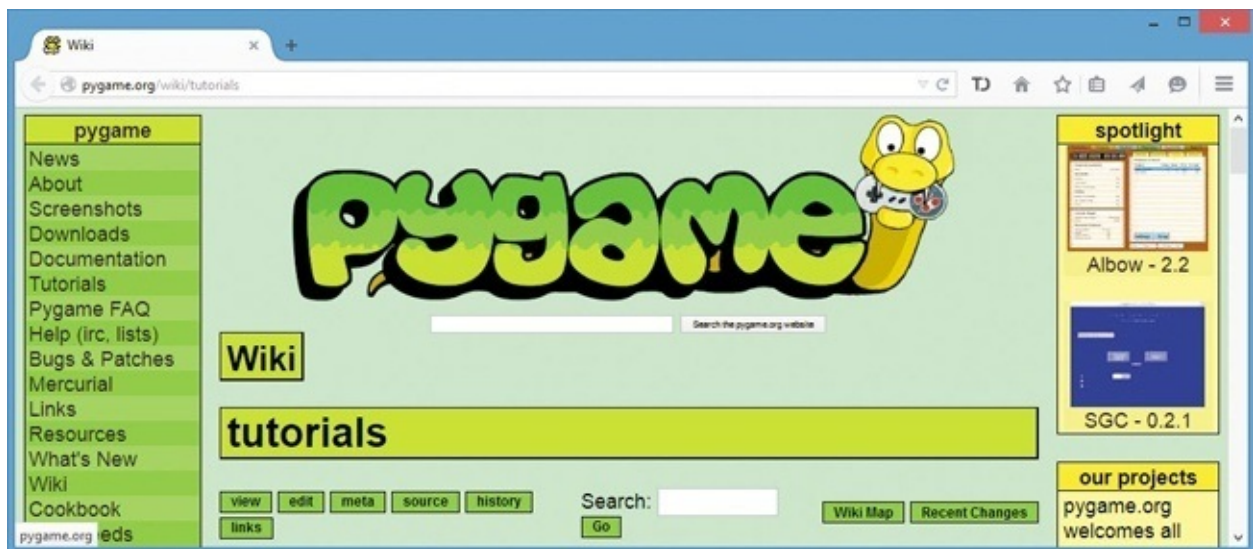 Wiki
pygame.org/wiki/tutorials
pygame
News
About
Screenshots
Downloads
Documentation
Tutorials
Pygame FAQ
Help (irc, lists)
Bugs & Patches
Mercurial
Links
Resources
What's New
Wiki
Cookbook
eeds
pygame.org
pygame
Search the pygame.org website
Wiki
tutorials
view edit meta source history
links
Search:
Go
Wiki Map Recent Changes
spotlight
Albow - 2.2
SGC - 0.2.1
our projects
pygame.org
welcomes all